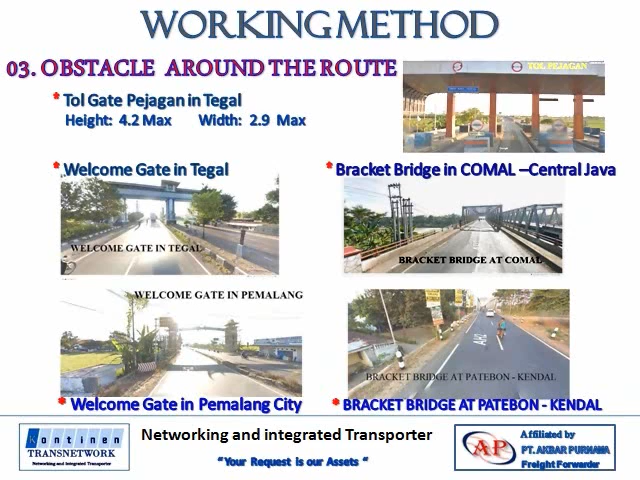 WORKING METHOD
03. OBSTACLE AROUND THE ROUTE
TOL PEJAGAN
* Tol Gate Pejagan in Tegal
Height: 4.2 Max Width: 2.9 Max
* Welcome Gate in Tegal
* Bracket Bridge in COMAL –Central Java
WELCOME GATE IN TEGAL
BRACKET BRIDGE AT COMAL
WELCOME GATE IN PEMALANG
AH2
BRACKET BRIDGE AT PATEBON - KENDAL
* Welcome Gate in Pemalang City
* BRACKET BRIDGE AT PATEBON - KENDAL
Kontinen
TRANSNETWORK
Networking and Integrated Transporter
Networking and integrated Transporter
“Your Request is our Assets “
AP
Affiliated by
PT. AKBAR PURNAMA
Freight Forwarder